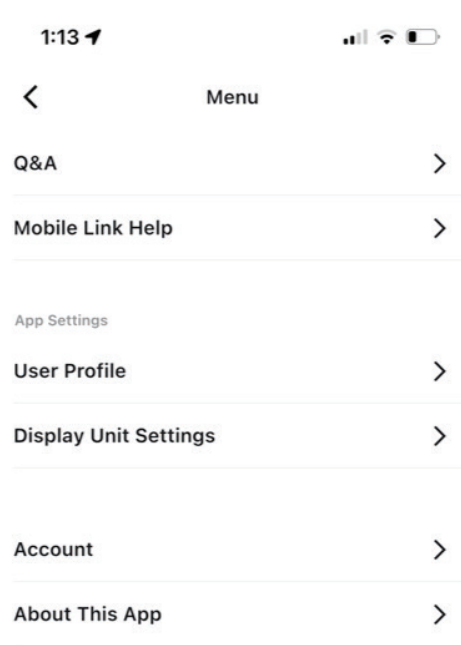 1:13
Menu
Q&A
Mobile Link Help
App Settings
User Profile
Display Unit Settings
Account
About This App